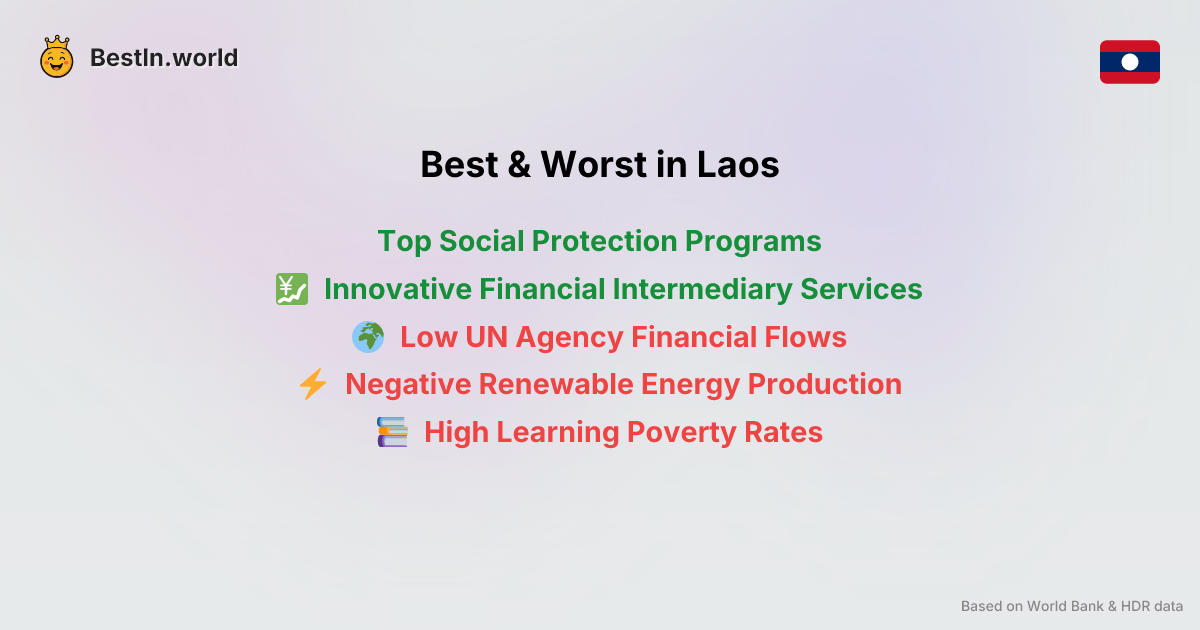 BestIn.world
Best & Worst in Laos
Top Social Protection Programs
Innovative Financial Intermediary Services
Low UN Agency Financial Flows
Negative Renewable Energy Production
High Learning Poverty Rates
Based on World Bank & HDR data